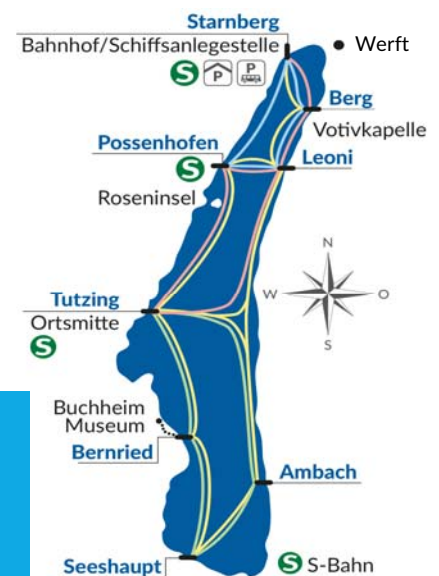 Starnberg
Bahnhof/Schiffsanlegestelle
Werft
S P P
Berg
Votivkapelle
Possenhofen
S
Leoni
Roseninsel
N
W O
S
Tutzing
Ortsmitte
S
Buchheim
Museum
Bernried
Ambach
Seeshaupt
S S-Bahn